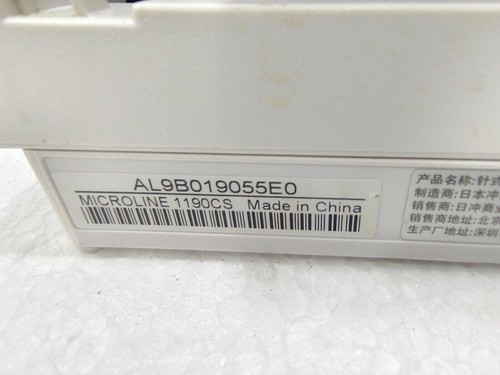 AL9B019055E0
MICROLINE 1190CS Made in China
产品名称:针式
制造商:日本冲
销售商:日冲商业
销售商地址:北京
生产厂地址:深圳